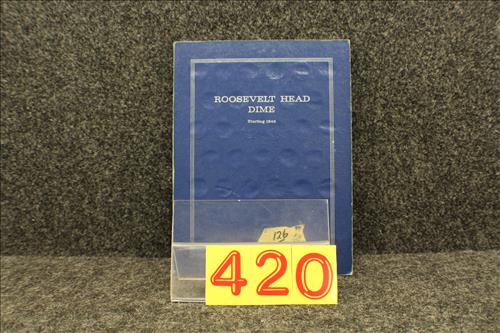 ROOSEVELT HEAD
DIME
Starting 1946
126
420